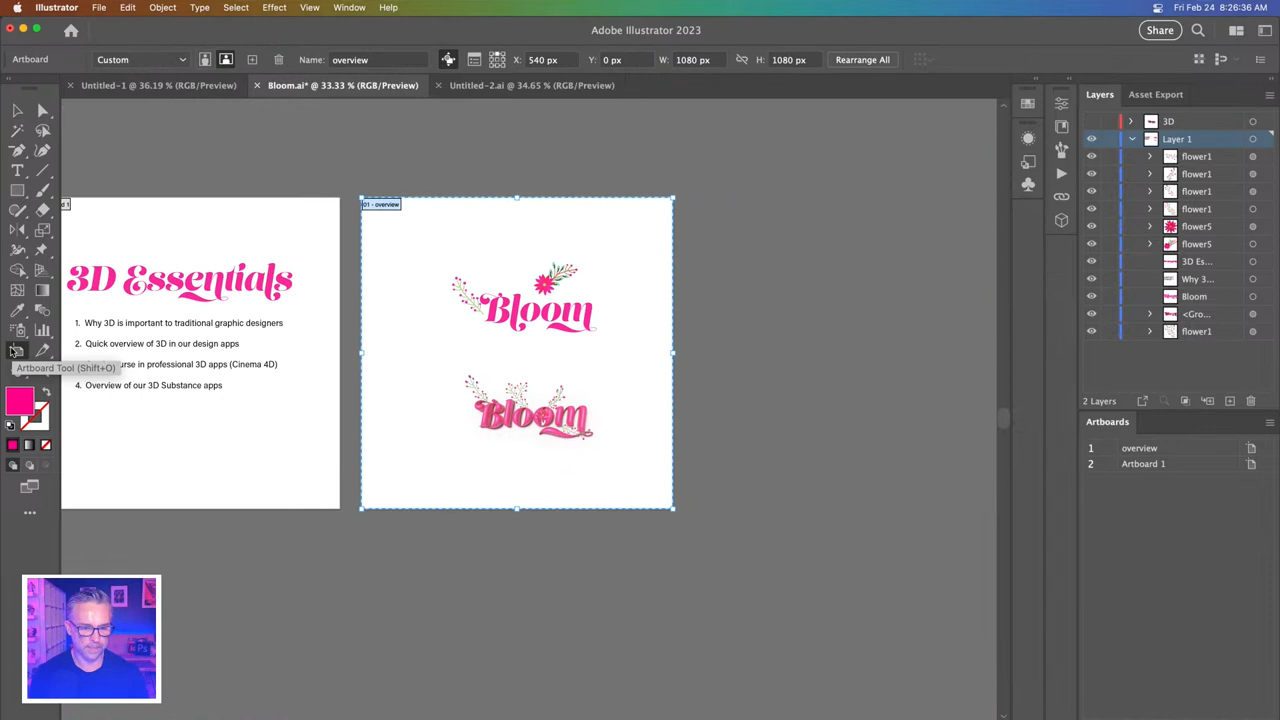 Illustrator File Edit Object Type Select Effect View Window Help
Fri Feb 24 8:26:36 AM
Adobe Illustrator 2023
Share
Artboard
Custom
Name: overview
X: 540 px
Y: 0 px
W: 1080 px
H: 1080 px
Rearrange All
Untitled-1 @ 36.19 % (RGB/Preview)
Bloom.ai* @ 33.33 % (RGB/Preview)
Untitled-2.ai @ 34.65 % (RGB/Preview)
Layers
Asset Export
3D
Layer 1
flower1
flower1
flower1
flower1
flower5
flower5
3D Es...
Why 3...
Bloom
<Gro...
flower1
2 Layers
Artboards
1 overview
2 Artboard 1
d 1
01 - overview
3D Essentials
1. Why 3D is important to traditional graphic designers
2. Quick overview of 3D in our design apps
urse in professional 3D apps (Cinema 4D)
4. Overview of our 3D Substance apps
Artboard Tool (Shift+O)
Bloom
Bloom
Ps